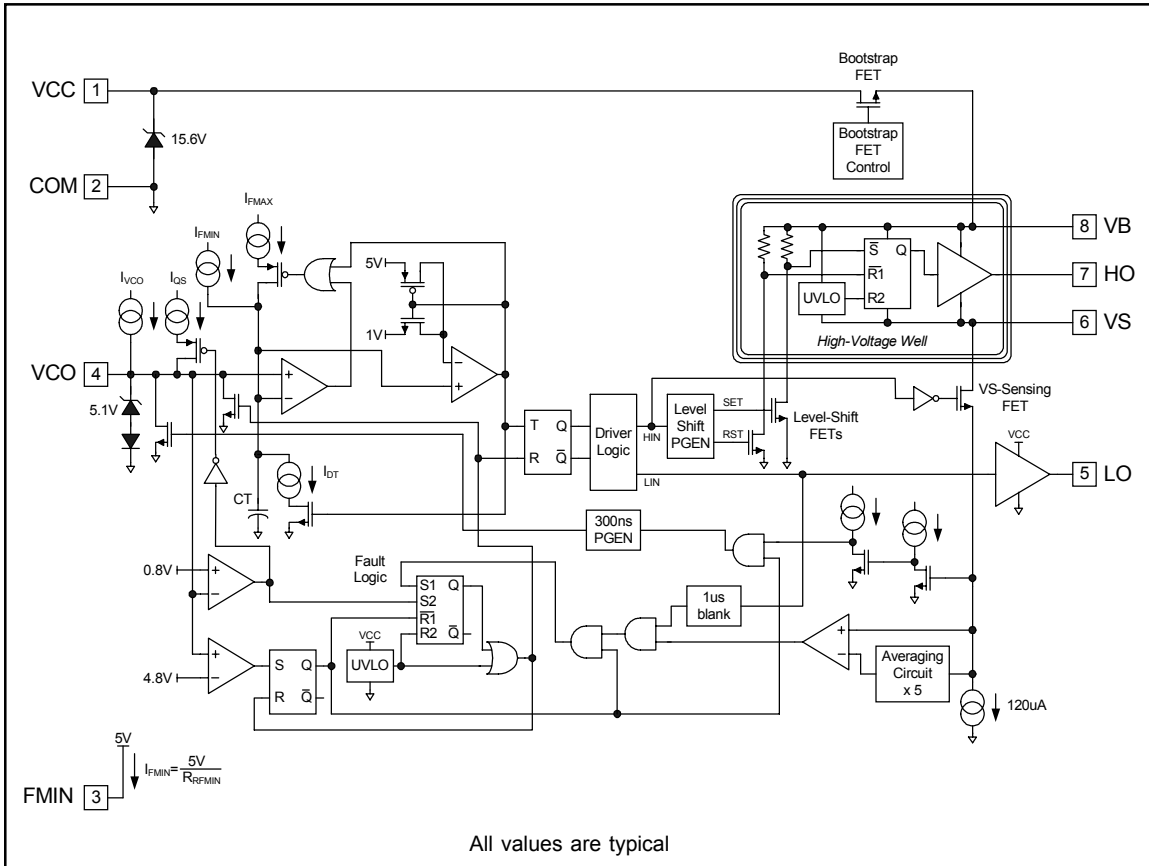 Bootstrap
FET
VCC 1
15.6V
Bootstrap
FET
Control
COM 2
IFMAX
IFMIN
8 VB
5V
S Q
IVCO
IQS
R1
7 HO
UVLO
R2
1V
6 VS
High-Voltage Well
VCO 4
VS-Sensing
FET
5.1V
T Q
R Q
Driver
Logic
HIN
LIN
Level
Shift
PGEN
SET
RST
Level-Shift
FETs
VCC
5 LO
IDT
CT
300ns
PGEN
0.8V
Fault
Logic
S1 Q
S2
R1
R2 Q
1us
blank
VCC
UVLO
4.8V
S Q
R Q
Averaging
Circuit
x 5
120uA
5V
IFMIN= 5V
RRFMIN
FMIN 3
All values are typical